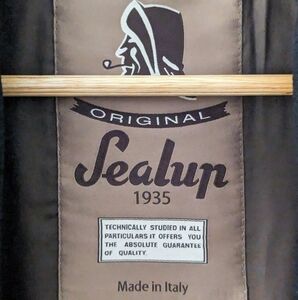 ORIGINAL
Sealup
1935
TECHNICALLY STUDIED IN ALL
PARTICULARS IT OFFERS YOU
THE ABSOLUTE GUARANTEE
OF QUALITY.
Made in Italy